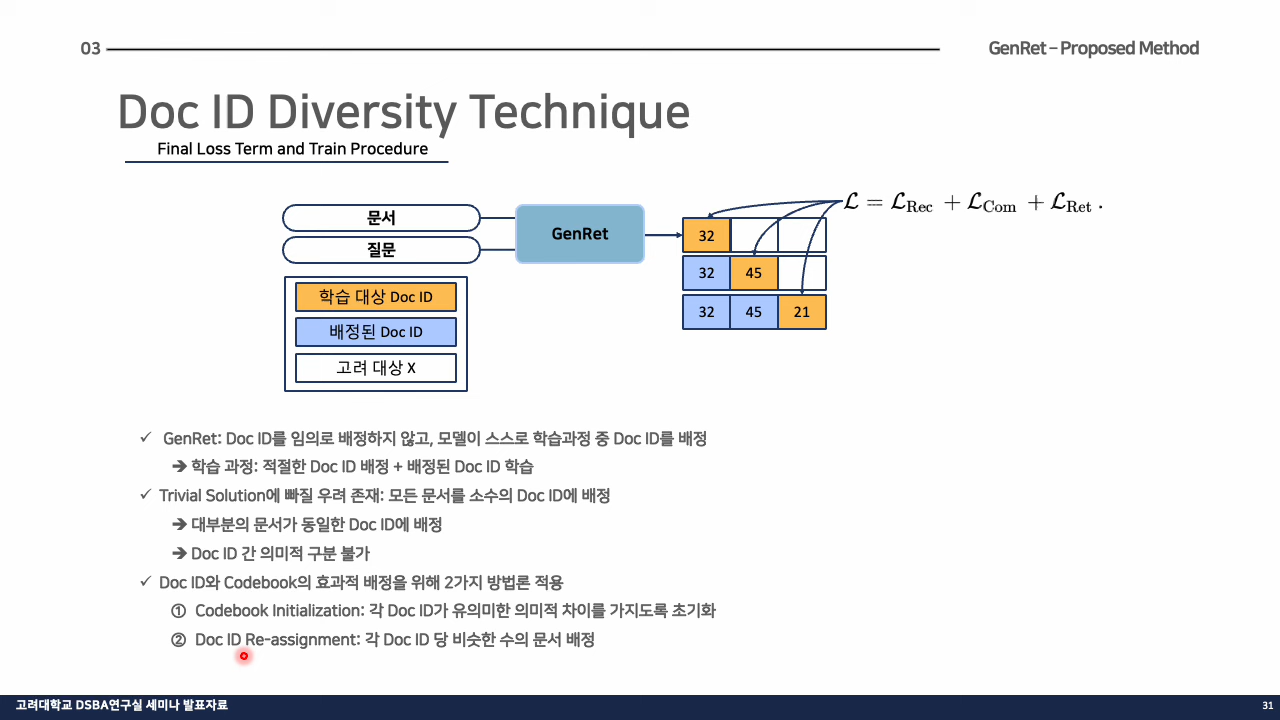 03
GenRet – Proposed Method
Doc ID Diversity Technique
Final Loss Term and Train Procedure
문서
질문
GenRet
학습 대상 Doc ID
배정된 Doc ID
고려 대상 X
ℒ = ℒ_Rec + ℒ_Com + ℒ_Ret .
32
32 45
32 45 21
✓ GenRet: Doc ID를 임의로 배정하지 않고, 모델이 스스로 학습과정 중 Doc ID를 배정
➔ 학습 과정: 적절한 Doc ID 배정 + 배정된 Doc ID 학습
✓ Trivial Solution에 빠질 우려 존재: 모든 문서를 소수의 Doc ID에 배정
➔ 대부분의 문서가 동일한 Doc ID에 배정
➔ Doc ID 간 의미적 구분 불가
✓ Doc ID와 Codebook의 효과적 배정을 위해 2가지 방법론 적용
① Codebook Initialization: 각 Doc ID가 유의미한 의미적 차이를 가지도록 초기화
② Doc ID Re-assignment: 각 Doc ID 당 비슷한 수의 문서 배정
고려대학교 DSBA연구실 세미나 발표자료
31